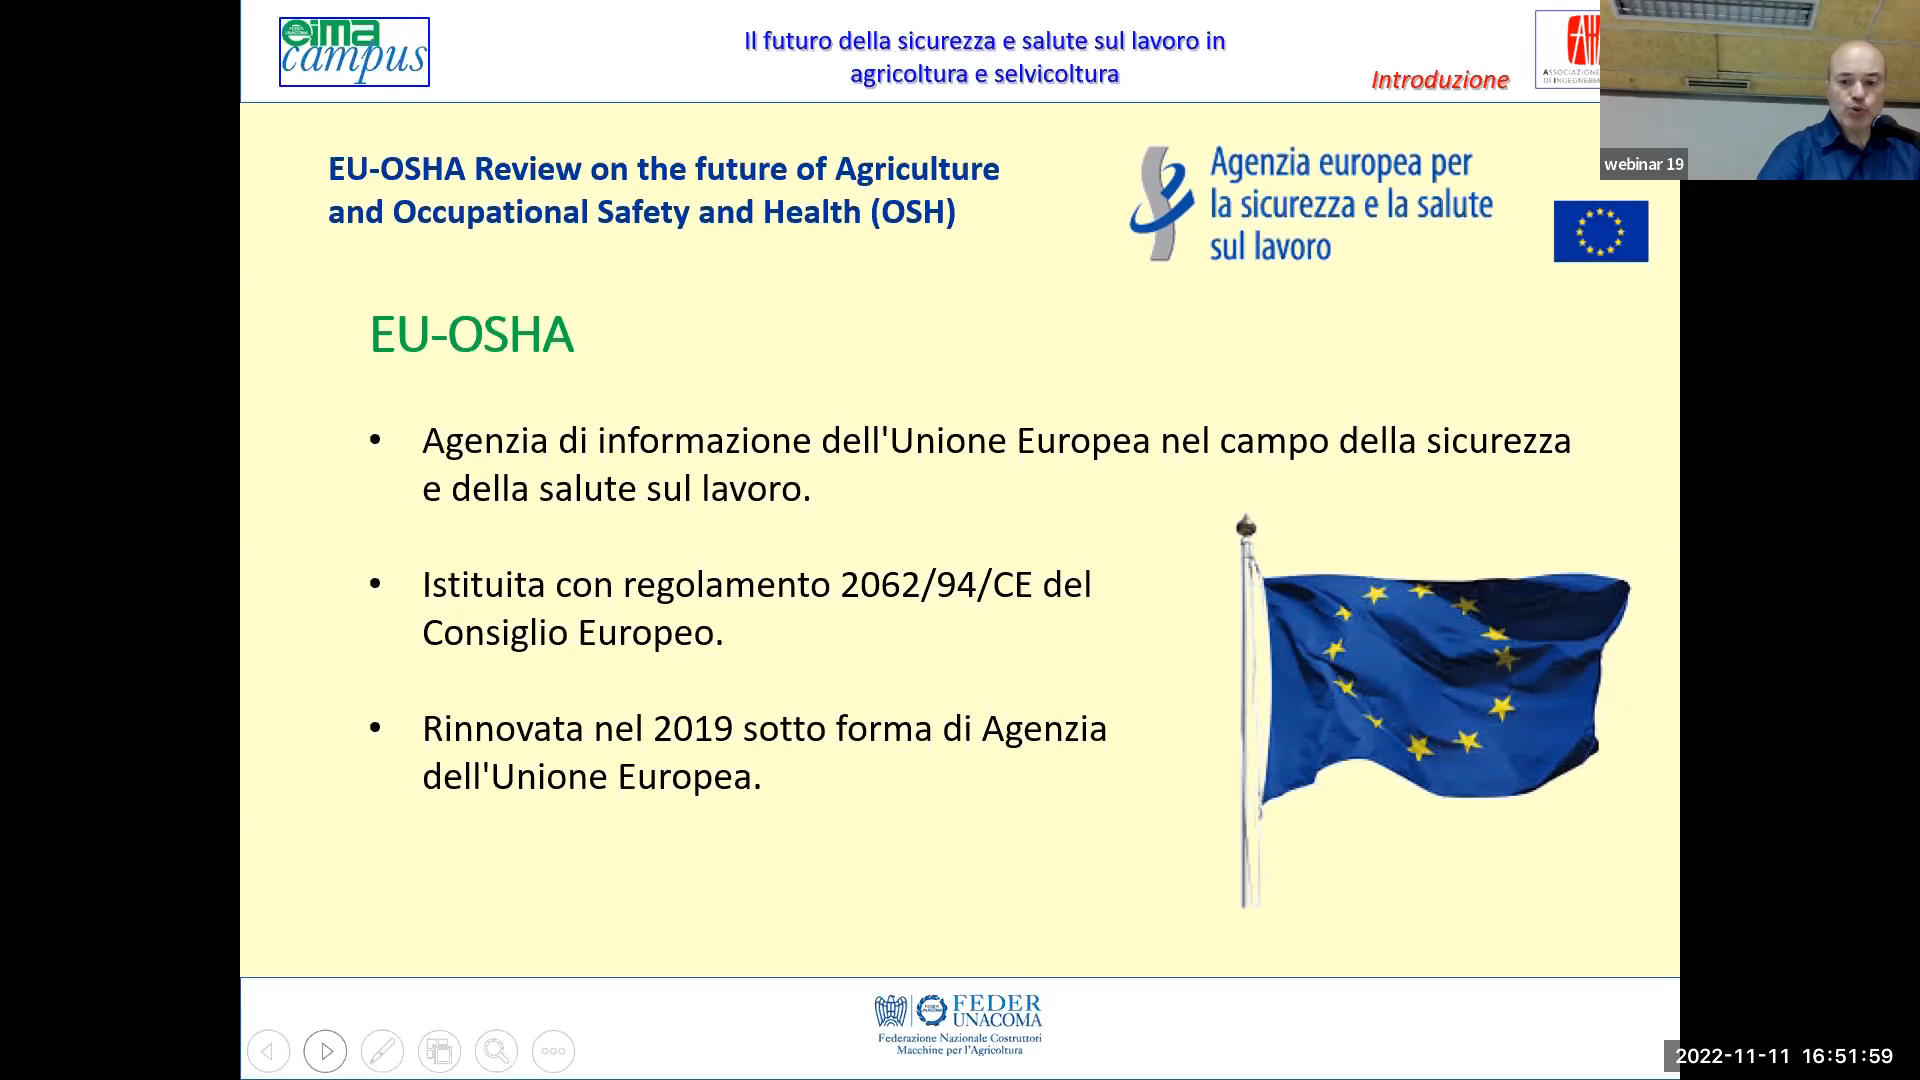 eima
campus
Il futuro della sicurezza e salute sul lavoro in
agricoltura e selvicoltura
Introduzione
ASSOCIAZIONE
DI INGEGNERIA
webinar 19
EU-OSHA Review on the future of Agriculture
and Occupational Safety and Health (OSH)
Agenzia europea per
la sicurezza e la salute
sul lavoro
EU-OSHA
• Agenzia di informazione dell'Unione Europea nel campo della sicurezza
e della salute sul lavoro.
• Istituita con regolamento 2062/94/CE del
Consiglio Europeo.
• Rinnovata nel 2019 sotto forma di Agenzia
dell'Unione Europea.
FEDER
UNACOMA
Federazione Nazionale Costruttori
Macchine per l'Agricoltura
2022-11-11 16:51:59